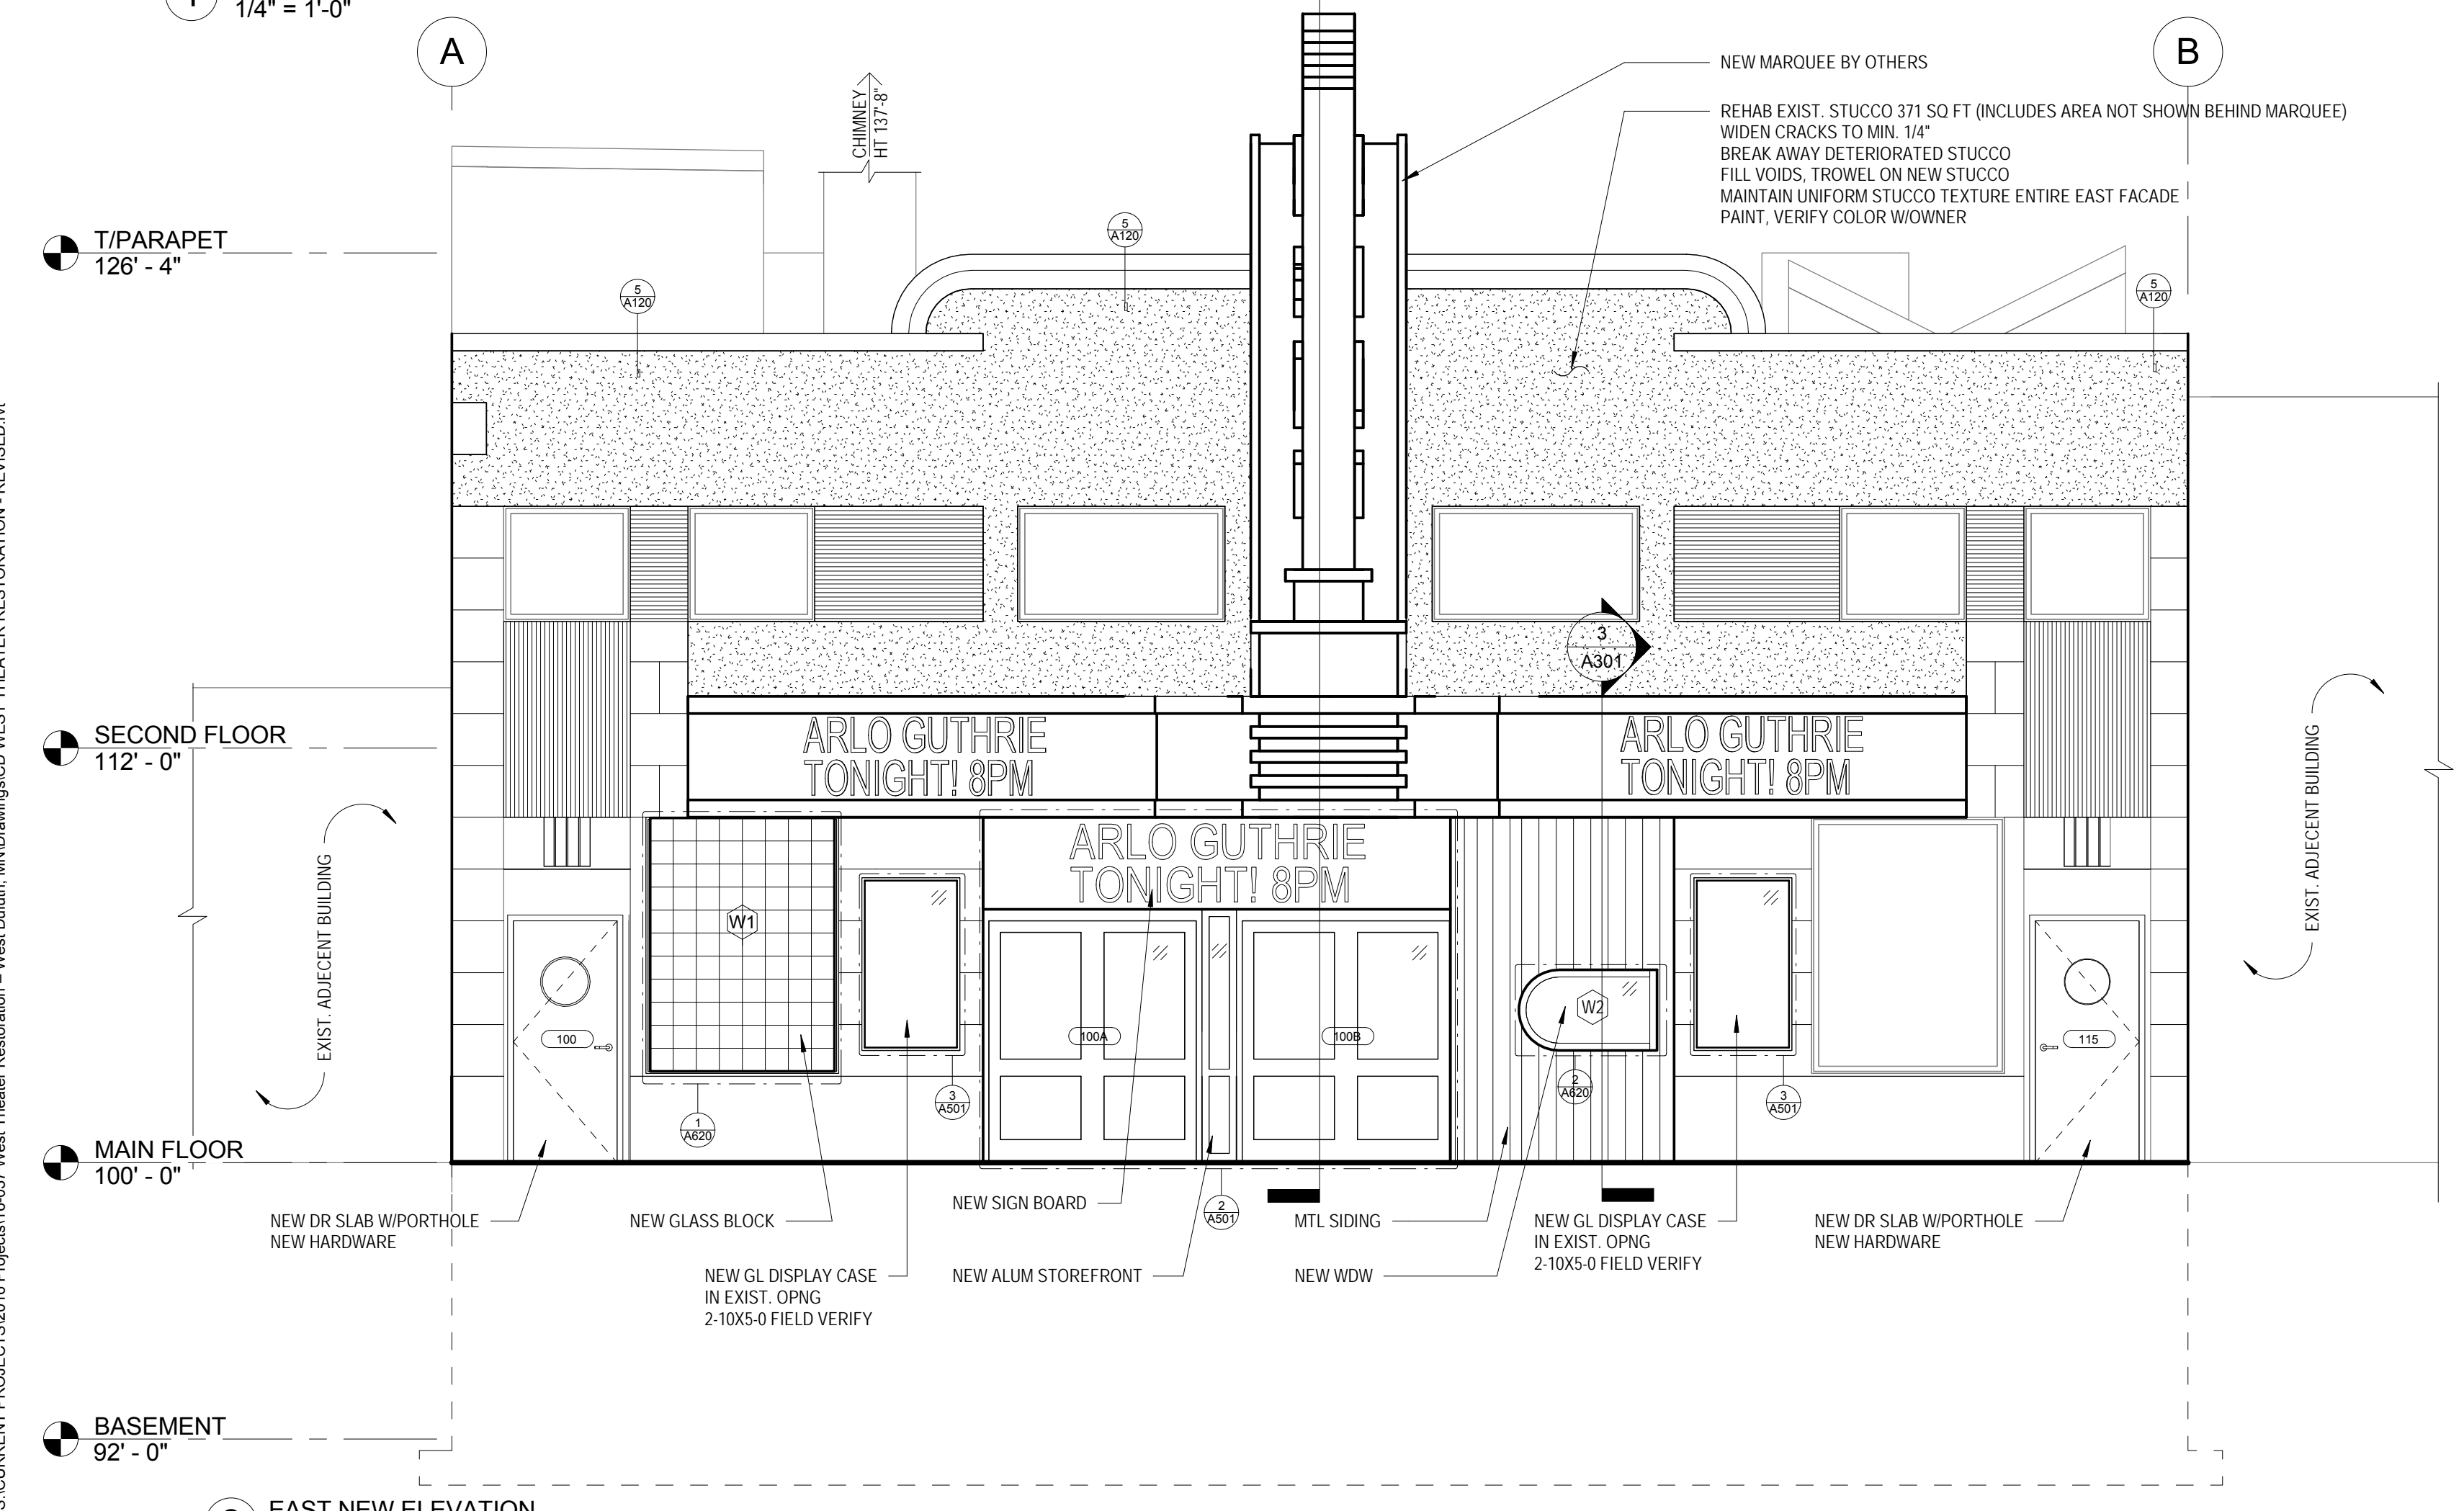 1/4" = 1'-0"
A
B
CHIMNEY
HT 137'-8"
NEW MARQUEE BY OTHERS
REHAB EXIST. STUCCO 371 SQ FT (INCLUDES AREA NOT SHOWN BEHIND MARQUEE)
WIDEN CRACKS TO MIN. 1/4"
BREAK AWAY DETERIORATED STUCCO
FILL VOIDS, TROWEL ON NEW STUCCO
MAINTAIN UNIFORM STUCCO TEXTURE ENTIRE EAST FACADE
PAINT, VERIFY COLOR W/OWNER
T/PARAPET
126' - 4"
5
A120
5
A120
5
A120
3
A301
SECOND FLOOR
112' - 0"
ARLO GUTHRIE
TONIGHT! 8PM
ARLO GUTHRIE
TONIGHT! 8PM
ARLO GUTHRIE
TONIGHT! 8PM
EXIST. ADJECENT BUILDING
EXIST. ADJECENT BUILDING
W1
W2
100
100A
100B
115
1
A620
3
A501
2
A620
3
A501
2
A501
MAIN FLOOR
100' - 0"
NEW DR SLAB W/PORTHOLE
NEW HARDWARE
NEW GLASS BLOCK
NEW SIGN BOARD
MTL SIDING
NEW GL DISPLAY CASE
IN EXIST. OPNG
2-10X5-0 FIELD VERIFY
NEW DR SLAB W/PORTHOLE
NEW HARDWARE
NEW GL DISPLAY CASE
IN EXIST. OPNG
2-10X5-0 FIELD VERIFY
NEW ALUM STOREFRONT
NEW WDW
BASEMENT
92' - 0"
EAST NEW ELEVATION